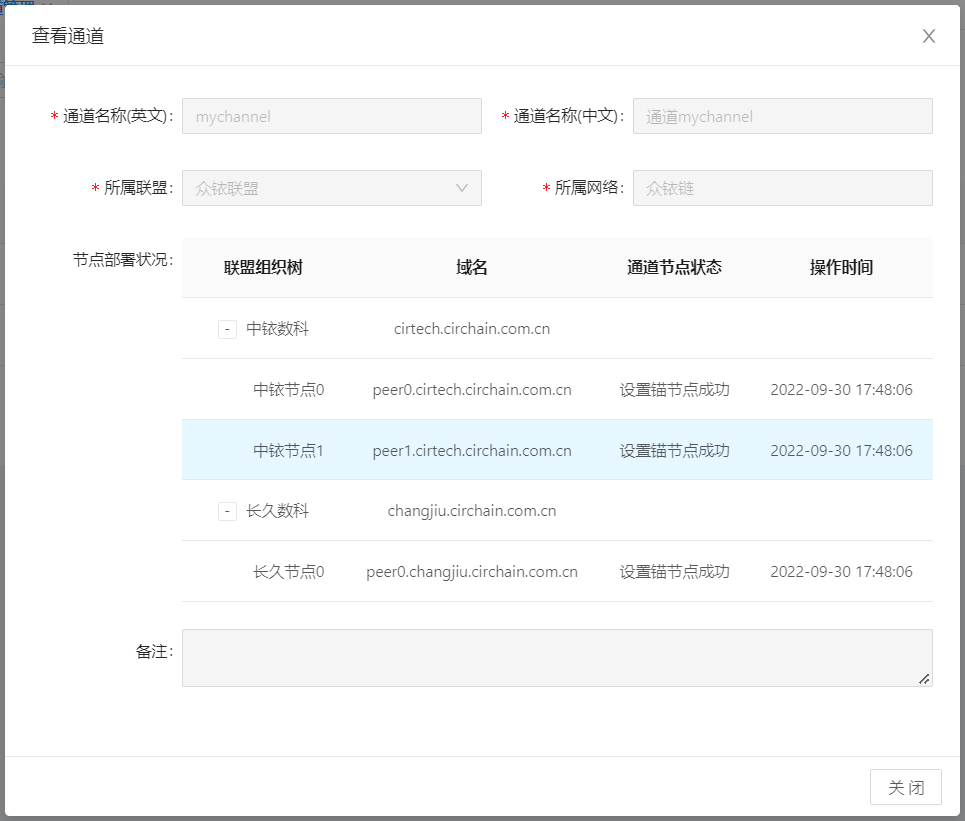 查看通道
* 通道名称(英文): mychannel * 通道名称(中文): 通道mychannel
* 所属联盟: 众铱联盟 * 所属网络: 众铱链
节点部署状况: 联盟组织树 域名 通道节点状态 操作时间
- 中铱数科 cirtech.circhain.com.cn
中铱节点0 peer0.cirtech.circhain.com.cn 设置锚节点成功 2022-09-30 17:48:06
中铱节点1 peer1.cirtech.circhain.com.cn 设置锚节点成功 2022-09-30 17:48:06
- 长久数科 changjiu.circhain.com.cn
长久节点0 peer0.changjiu.circhain.com.cn 设置锚节点成功 2022-09-30 17:48:06
备注:
关 闭